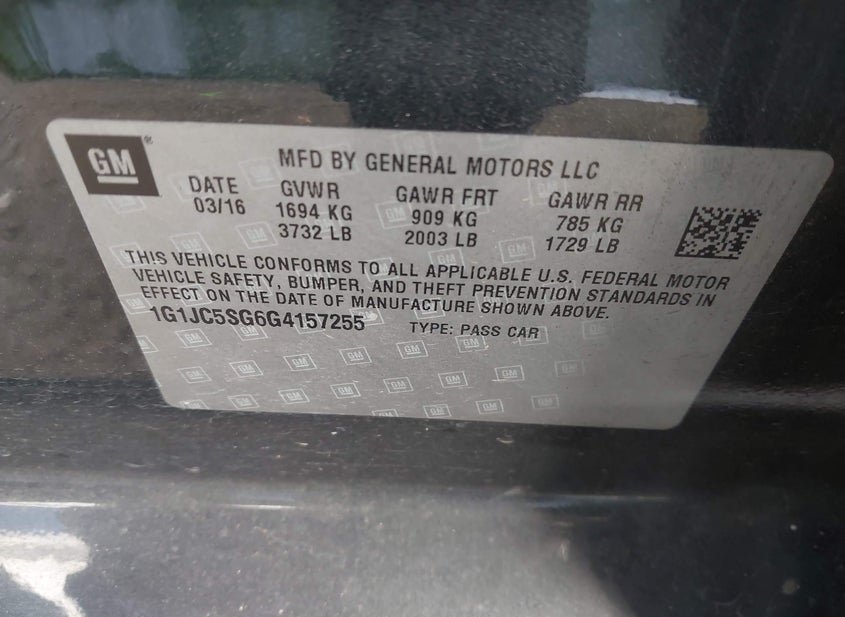 GM®
MFD BY GENERAL MOTORS LLC
DATE GVWR GAWR FRT GAWR RR
03/16 1694 KG 909 KG 785 KG
3732 LB 2003 LB 1729 LB
THIS VEHICLE CONFORMS TO ALL APPLICABLE U.S. FEDERAL MOTOR
VEHICLE SAFETY, BUMPER, AND THEFT PREVENTION STANDARDS IN
EFFECT ON THE DATE OF MANUFACTURE SHOWN ABOVE.
1G1JC5SG6G4157255 TYPE: PASS CAR